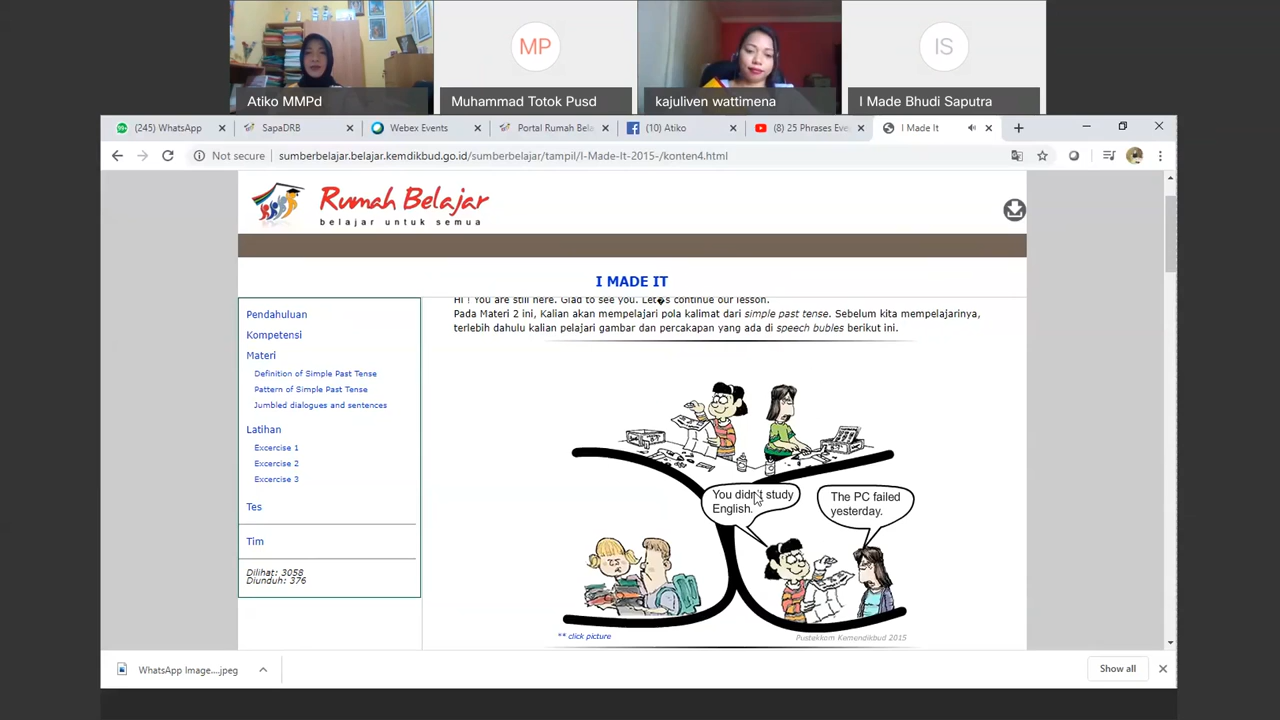 MP
IS
Atiko MMPd
Muhammad Totok Pusd
kajuliven wattimena
I Made Bhudi Saputra
(245) WhatsApp
SapaDRB
Webex Events
Portal Rumah Bela
(10) Atiko
(8) 25 Phrases Eve
I Made It
Not secure
sumberbelajar.belajar.kemdikbud.go.id/sumberbelajar/tampil/I-Made-It-2015-/konten4.html
Rumah Belajar
belajar untuk semua
I MADE IT
Pendahuluan
Kompetensi
Materi
Definition of Simple Past Tense
Pattern of Simple Past Tense
Jumbled dialogues and sentences
Latihan
Excercise 1
Excercise 2
Excercise 3
Tes
Tim
Dilihat: 3058
Diunduh: 376
Hi ! You are still here. Glad to see you. Let�s continue our lesson.
Pada Materi 2 ini, Kalian akan mempelajari pola kalimat dari simple past tense. Sebelum kita mempelajarinya,
terlebih dahulu kalian pelajari gambar dan percakapan yang ada di speech bubles berikut ini.
You didn't study
English.
The PC failed
yesterday.
** click picture
Pustekkom Kemendikbud 2015
WhatsApp Image....jpeg
Show all